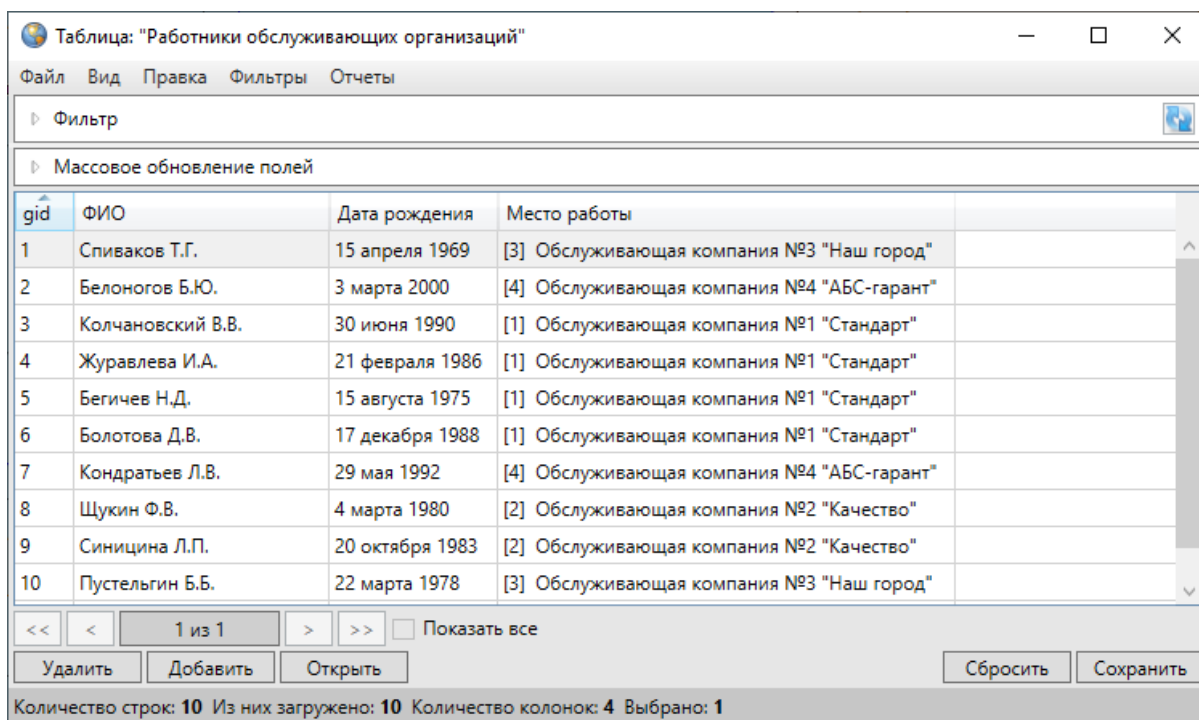 Таблица: "Работники обслуживающих организаций"
Файл Вид Правка Фильтры Отчеты
Фильтр
Массовое обновление полей
gid ФИО Дата рождения Место работы
1 Спиваков Т.Г. 15 апреля 1969 [3] Обслуживающая компания №3 "Наш город"
2 Белоногов Б.Ю. 3 марта 2000 [4] Обслуживающая компания №4 "АБС-гарант"
3 Колчановский В.В. 30 июня 1990 [1] Обслуживающая компания №1 "Стандарт"
4 Журавлева И.А. 21 февраля 1986 [1] Обслуживающая компания №1 "Стандарт"
5 Бегичев Н.Д. 15 августа 1975 [1] Обслуживающая компания №1 "Стандарт"
6 Болотова Д.В. 17 декабря 1988 [1] Обслуживающая компания №1 "Стандарт"
7 Кондратьев Л.В. 29 мая 1992 [4] Обслуживающая компания №4 "АБС-гарант"
8 Щукин Ф.В. 4 марта 1980 [2] Обслуживающая компания №2 "Качество"
9 Синицина Л.П. 20 октября 1983 [2] Обслуживающая компания №2 "Качество"
10 Пустельгин Б.Б. 22 марта 1978 [3] Обслуживающая компания №3 "Наш город"
<< < 1 из 1 > >> Показать все
Удалить Добавить Открыть Сбросить Сохранить
Количество строк: 10 Из них загружено: 10 Количество колонок: 4 Выбрано: 1